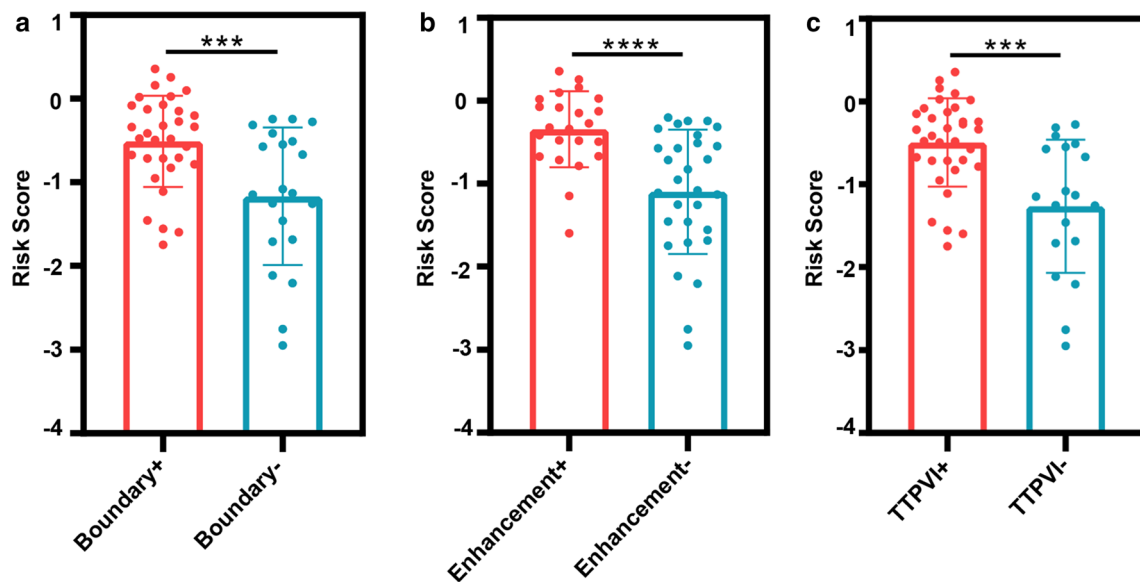 a
***
1
0
-1
-2
-3
-4
Risk Score
Boundary+
Boundary-
b
****
1
0
-1
-2
-3
-4
Risk Score
Enhancement+
Enhancement-
c
***
1
0
-1
-2
-3
-4
Risk Score
TTPVI+
TTPVI-